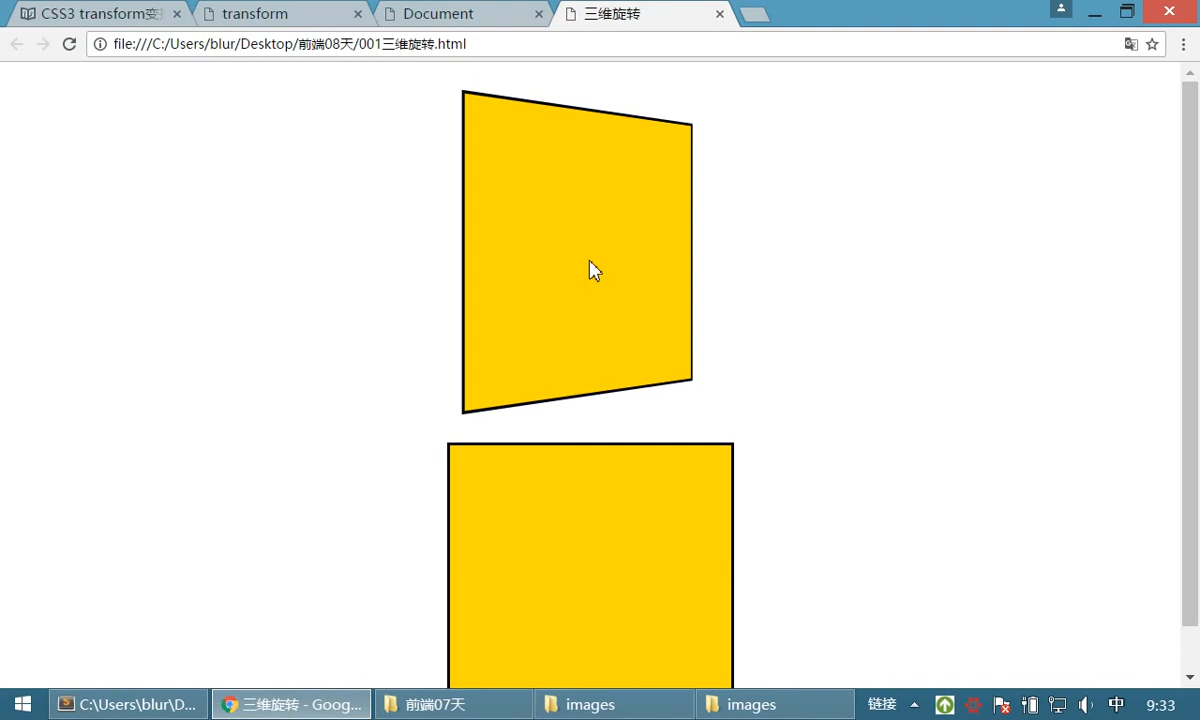 CSS3 transform变
transform
Document
三维旋转
file:///C:/Users/blur/Desktop/前端08天/001三维旋转.html
C:\Users\blur\D...
三维旋转 - Goog...
前端07天
images
images
链接
中
9:33